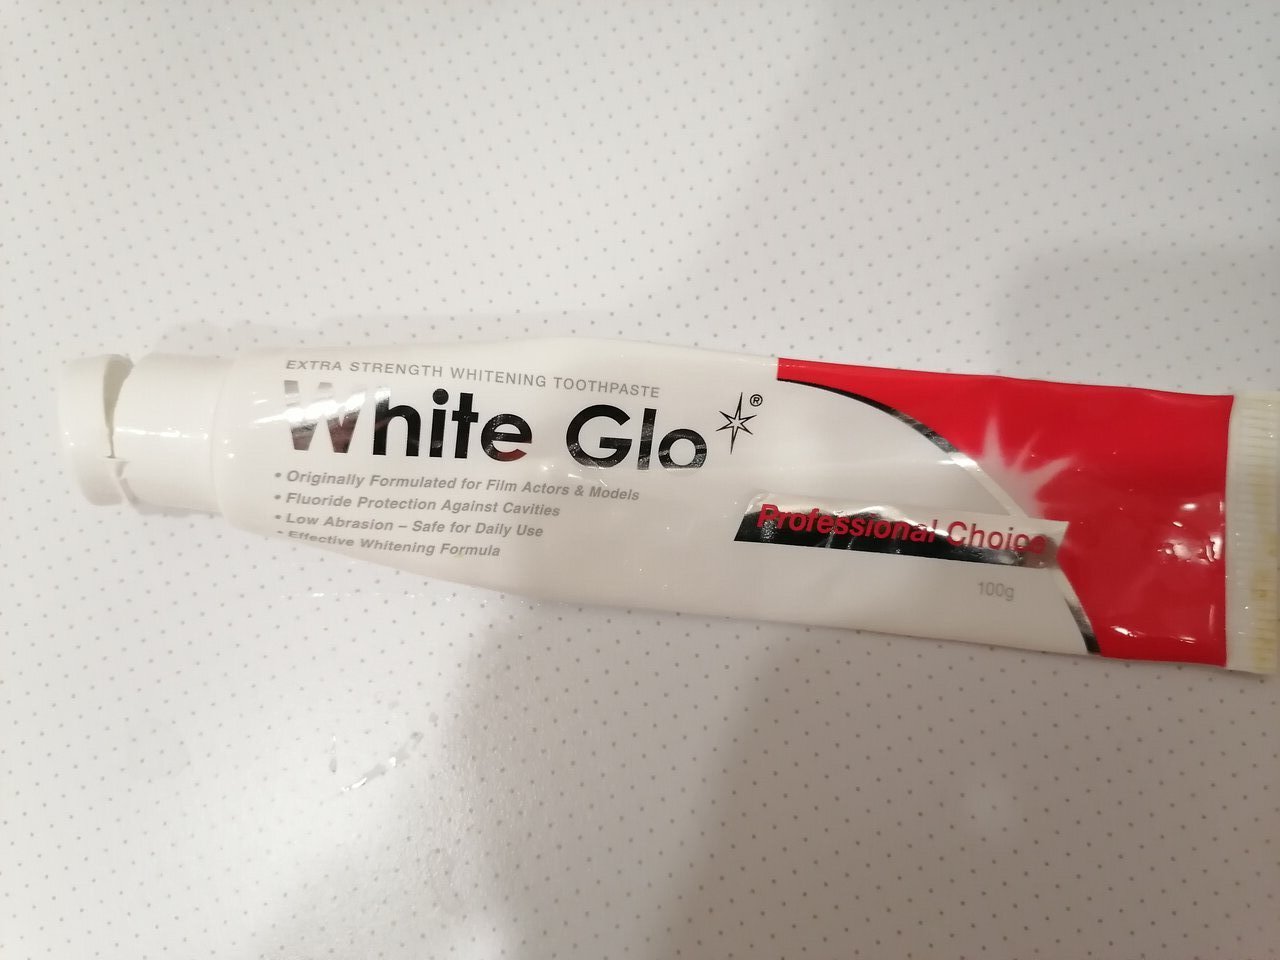 EXTRA STRENGTH WHITENING TOOTHPASTE
White Glo®
• Originally Formulated for Film Actors & Models
• Fluoride Protection Against Cavities
• Low Abrasion – Safe for Daily Use
• Effective Whitening Formula
Professional Choice
100g